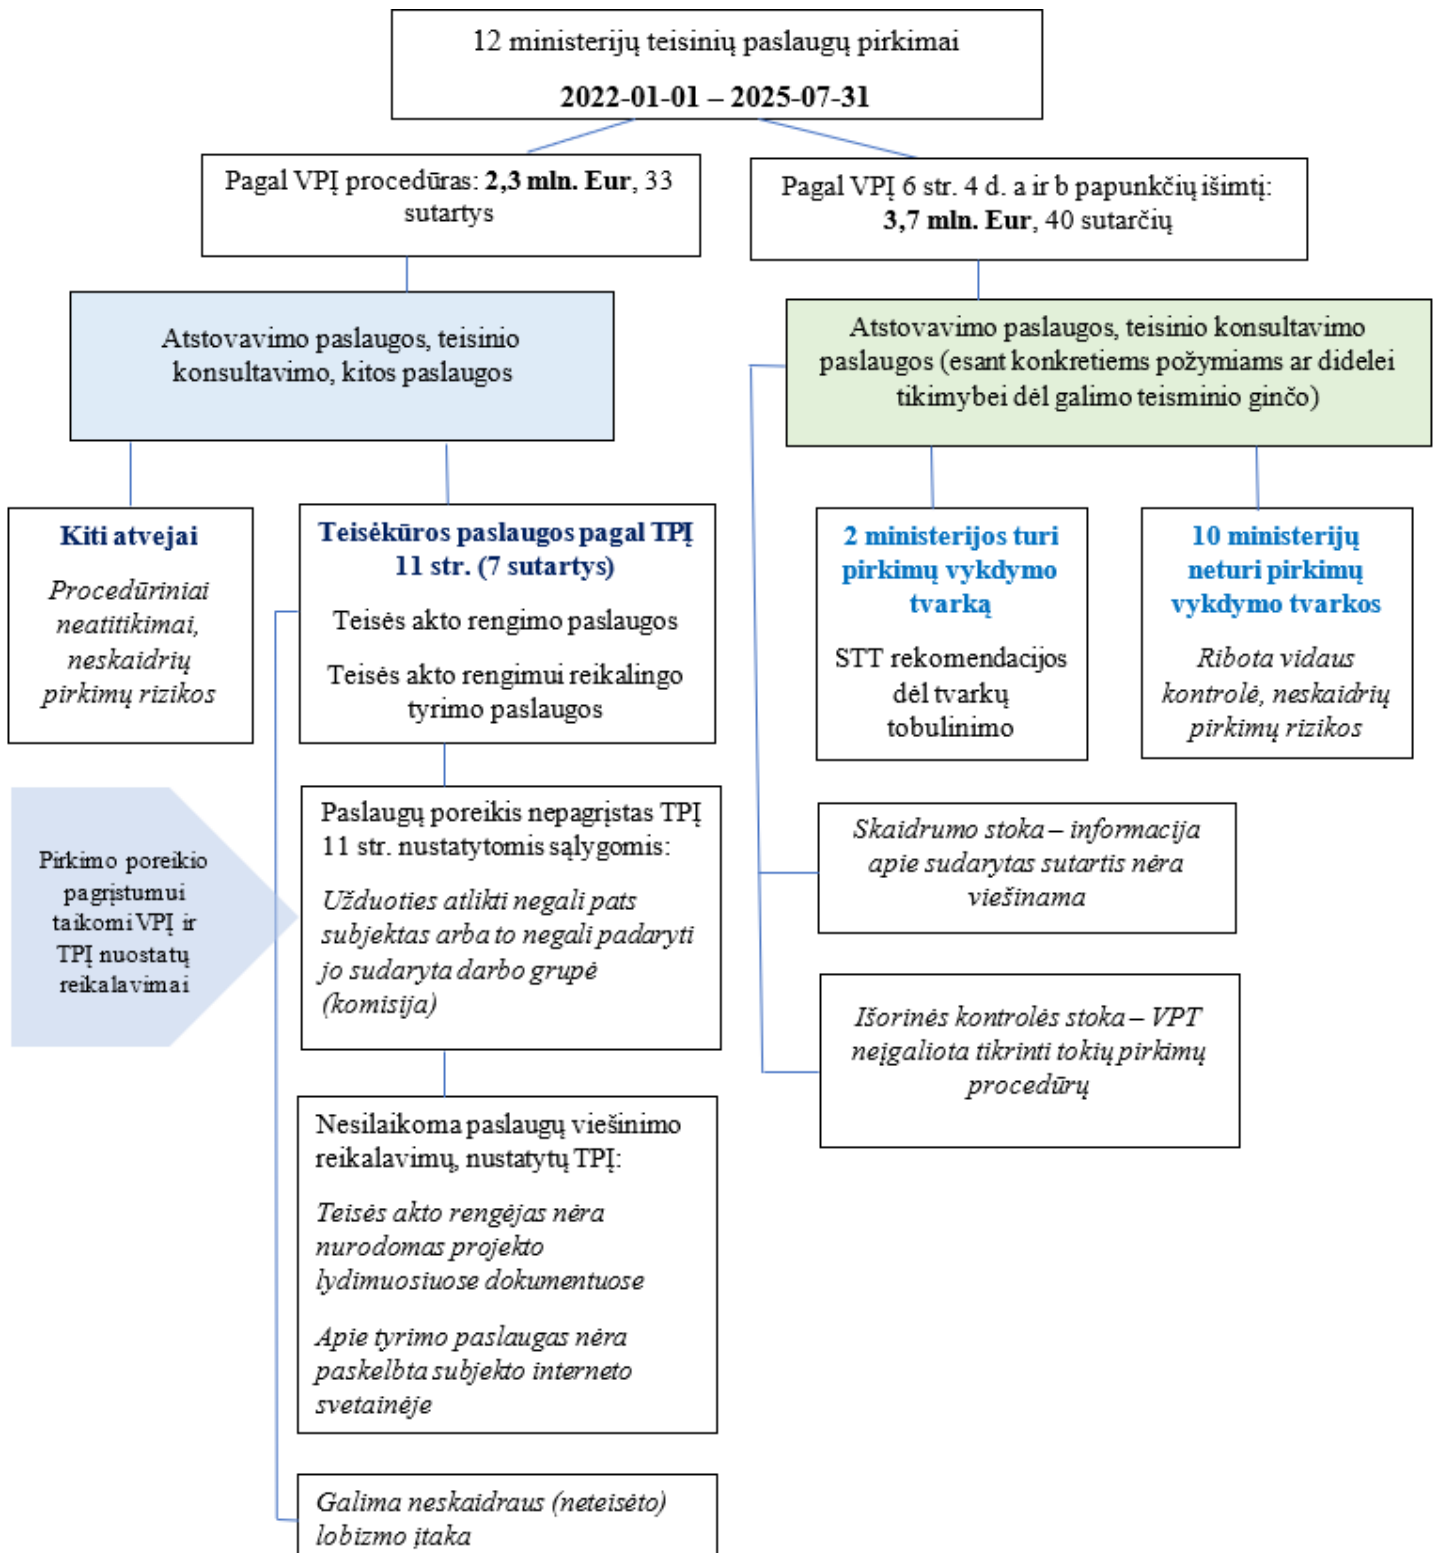 12 ministerijų teisinių paslaugų pirkimai
2022-01-01 – 2025-07-31
Pagal VPĮ procedūras: 2,3 mln. Eur, 33
sutartys
Pagal VPĮ 6 str. 4 d. a ir b papunkčių išimtį:
3,7 mln. Eur, 40 sutarčių
Atstovavimo paslaugos, teisinio
konsultavimo, kitos paslaugos
Atstovavimo paslaugos, teisinio konsultavimo
paslaugos (esant konkretiems požymiams ar didelei
tikimybei dėl galimo teisminio ginčo)
Kiti atvejai
Procedūriniai
neatitikimai,
neskaidrių
pirkimų rizikos
Teisėkūros paslaugos pagal TPĮ
11 str. (7 sutartys)
Teisės akto rengimo paslaugos
Teisės akto rengimui reikalingo
tyrimo paslaugos
2 ministerijos turi
pirkimų vykdymo
tvarką
STT rekomendacijos
dėl tvarkų
tobulinimo
10 ministerijų
neturi pirkimų
vykdymo tvarkos
Ribota vidaus
kontrolė, neskaidrių
pirkimų rizikos
Pirkimo poreikio
pagrįstumui
taikomi VPĮ ir
TPĮ nuostatų
reikalavimai
Paslaugų poreikis nepagrįstas TPĮ
11 str. nustatytomis sąlygomis:
Užduoties atlikti negali pats
subjektas arba to negali padaryti
jo sudaryta darbo grupė
(komisija)
Skaidrumo stoka – informacija
apie sudarytas sutartis nėra
viešinama
Išorinės kontrolės stoka – VPT
neįgaliota tikrinti tokių pirkimų
procedūrų
Nesilaikoma paslaugų viešinimo
reikalavimų, nustatytų TPĮ:
Teisės akto rengėjas nėra
nurodomas projekto
lydimuosiuose dokumentuose
Apie tyrimo paslaugas nėra
paskelbta subjekto interneto
svetainėje
Galima neskaidraus (neteisėto)
lobizmo įtaka